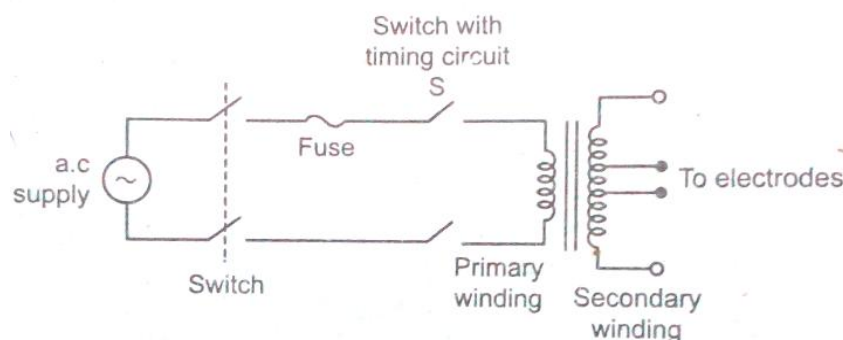 Switch with
timing circuit
S
a.c
supply
~
Fuse
To electrodes
Switch
Primary
winding
Secondary
winding